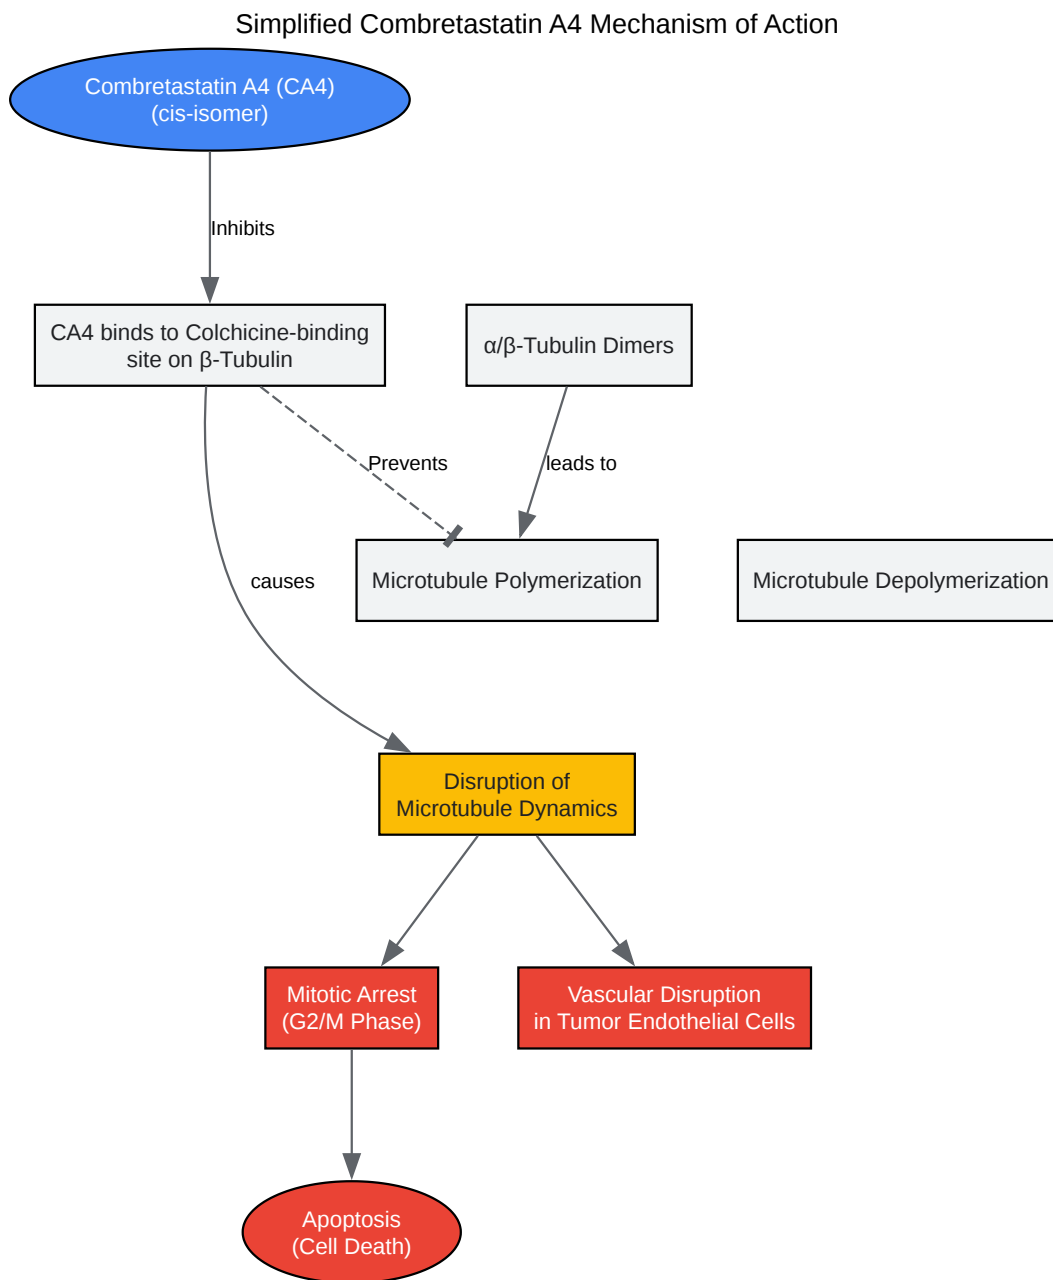 Simplified Combretastatin A4 Mechanism of Action
Combretastatin A4 (CA4)
(cis-isomer)
Inhibits
CA4 binds to Colchicine-binding
site on β-Tubulin
α/β-Tubulin Dimers
Prevents
leads to
causes
Microtubule Polymerization
Microtubule Depolymerization
Disruption of
Microtubule Dynamics
Mitotic Arrest
(G2/M Phase)
Vascular Disruption
in Tumor Endothelial Cells
Apoptosis
(Cell Death)